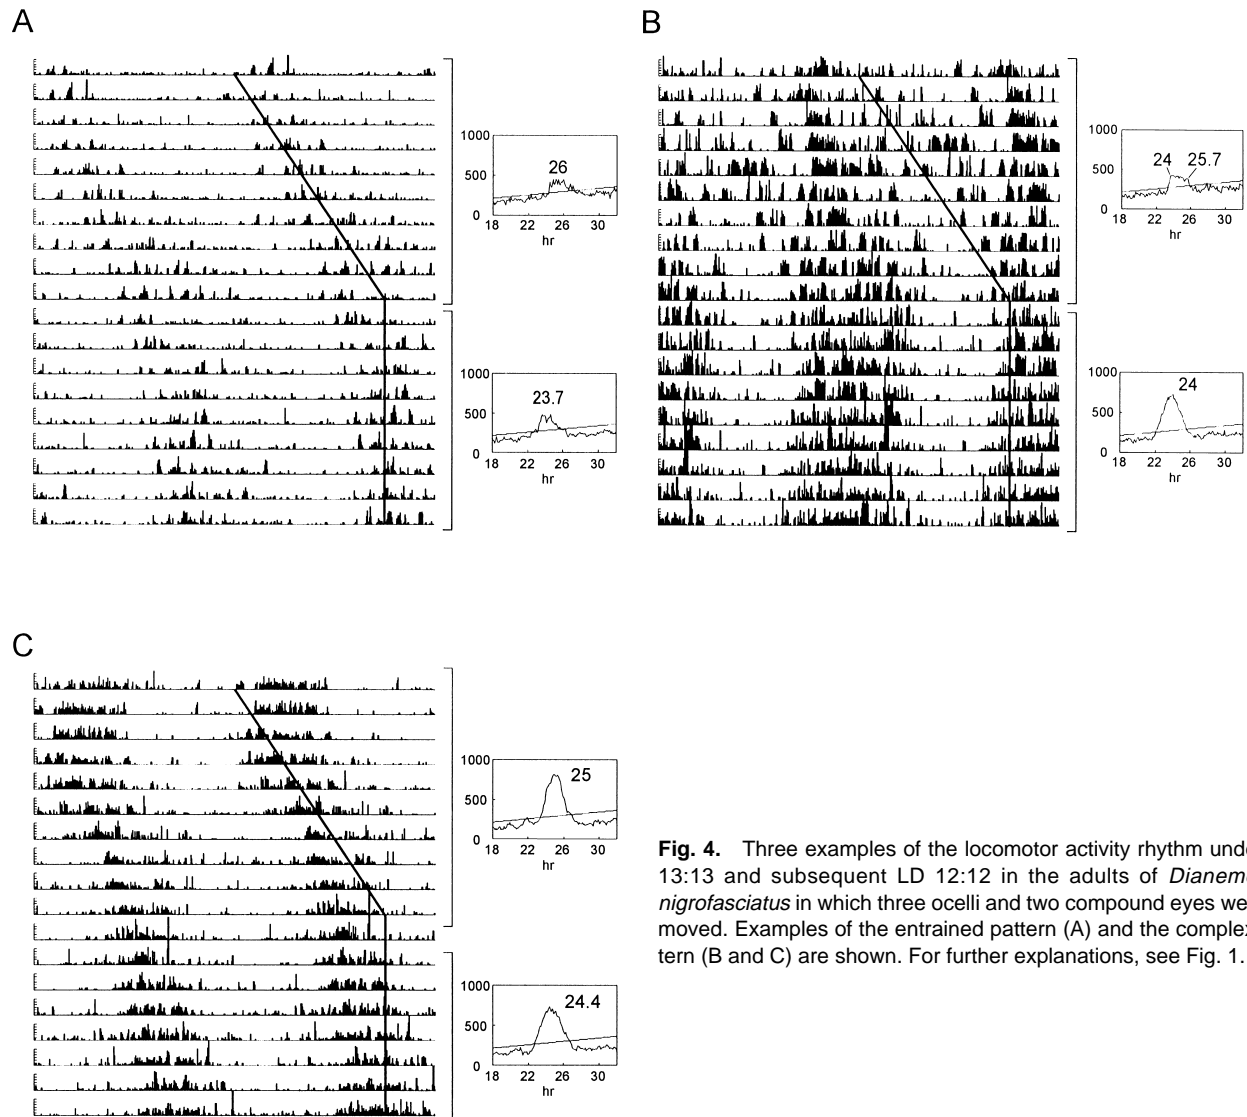 A
B
1000
500
0
26
18 22 26 30
hr
1000
500
0
24 25.7
18 22 26 30
hr
1000
500
0
23.7
18 22 26 30
hr
1000
500
0
24
18 22 26 30
hr
C
1000
500
0
25
18 22 26 30
hr
1000
500
0
24.4
18 22 26 30
hr
Fig. 4. Three examples of the locomotor activity rhythm unde
13:13 and subsequent LD 12:12 in the adults of Dianem
nigrofasciatus in which three ocelli and two compound eyes we
moved. Examples of the entrained pattern (A) and the complex
tern (B and C) are shown. For further explanations, see Fig. 1.